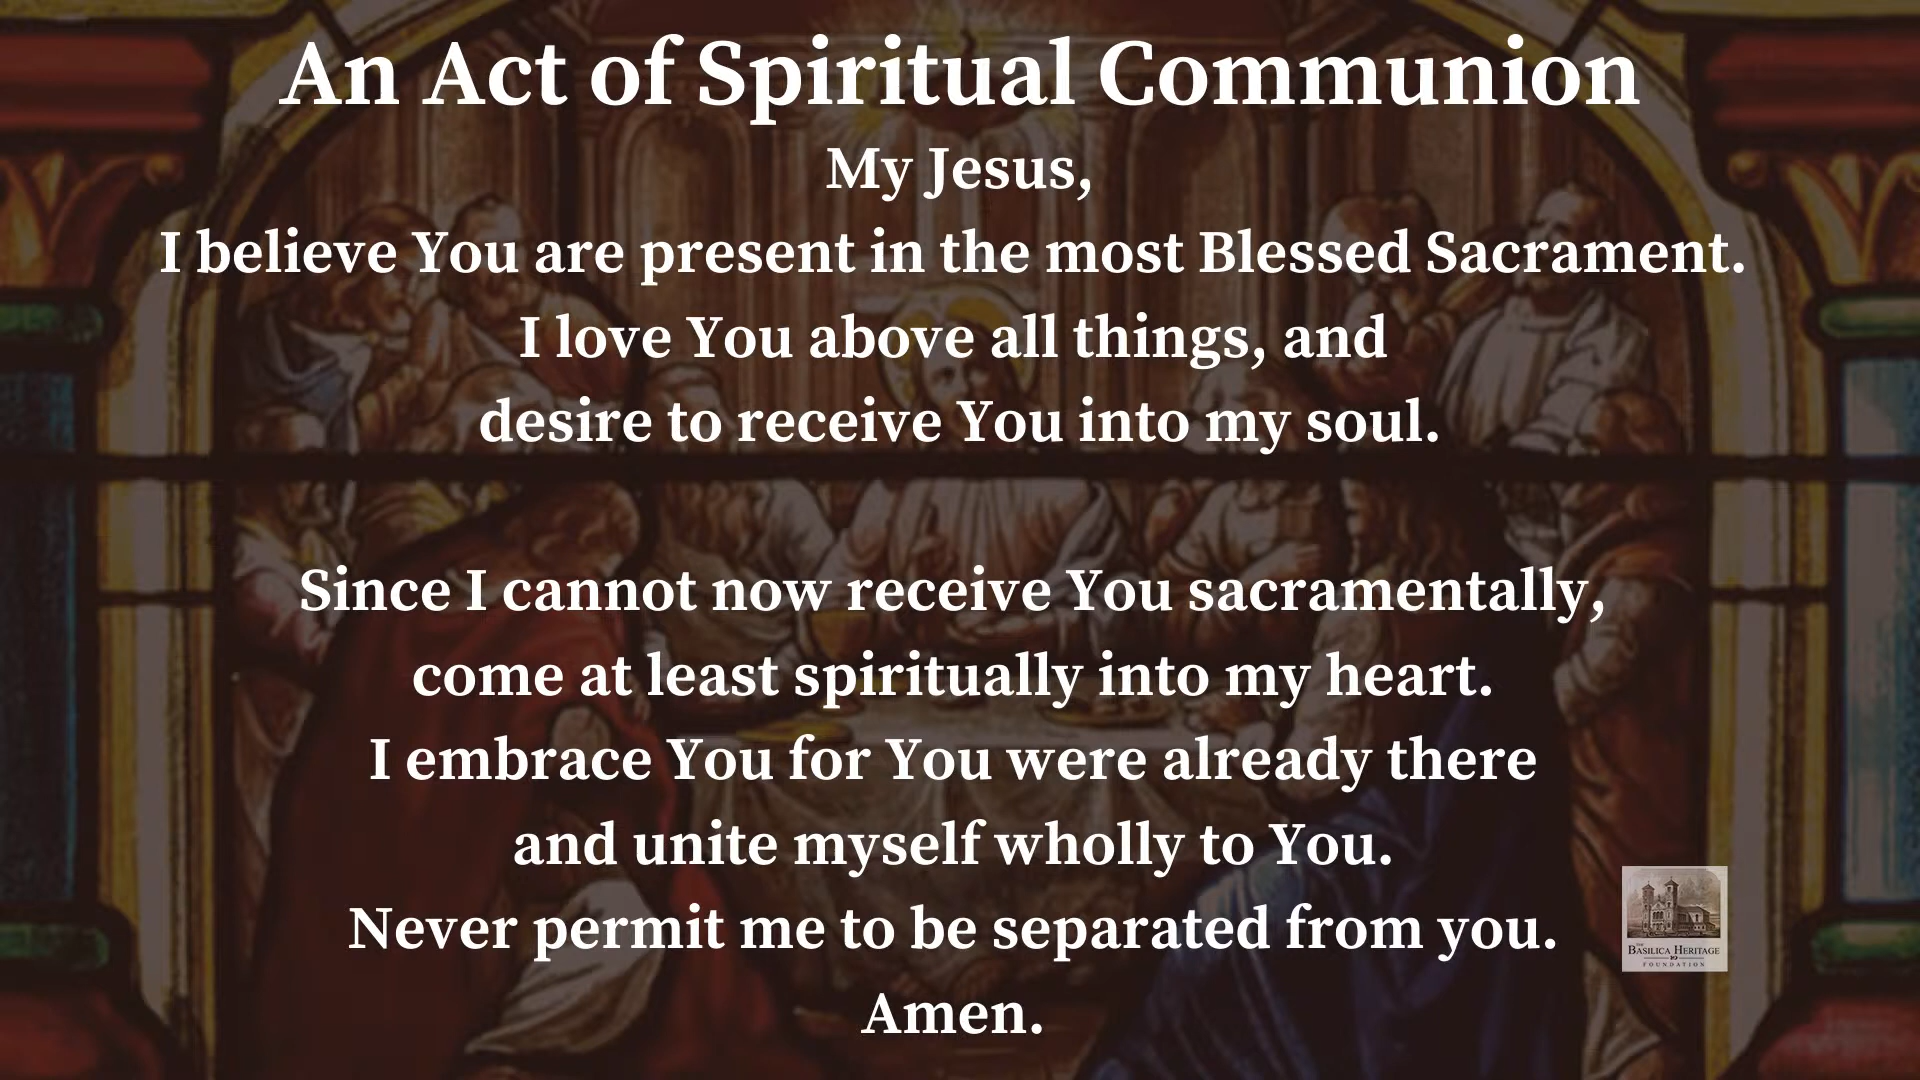 An Act of Spiritual Communion
My Jesus,
I believe You are present in the most Blessed Sacrament.
I love You above all things, and
desire to receive You into my soul.
Since I cannot now receive You sacramentally,
come at least spiritually into my heart.
I embrace You for You were already there
and unite myself wholly to You.
Never permit me to be separated from you.
Amen.
THE
BASILICA HERITAGE
FOUNDATION